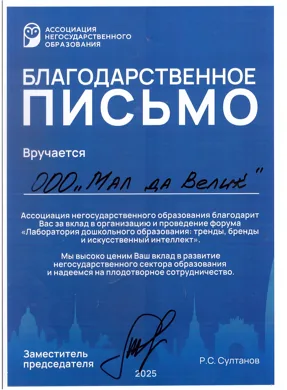 АССОЦИАЦИЯ
НЕГОСУДАРСТВЕННОГО
ОБРАЗОВАНИЯ
БЛАГОДАРСТВЕННОЕ
ПИСЬМО
Вручается
ООО „Мал да Велик"
Ассоциация негосударственного образования благодарит
Вас за вклад в организацию и проведение форума
«Лаборатория дошкольного образования: тренды, бренды
и искусственный интеллект».
Мы высоко ценим Ваш вклад в развитие
негосударственного сектора образования
и надеемся на плодотворное сотрудничество.
Заместитель
председателя
Р.С. Султанов
2025